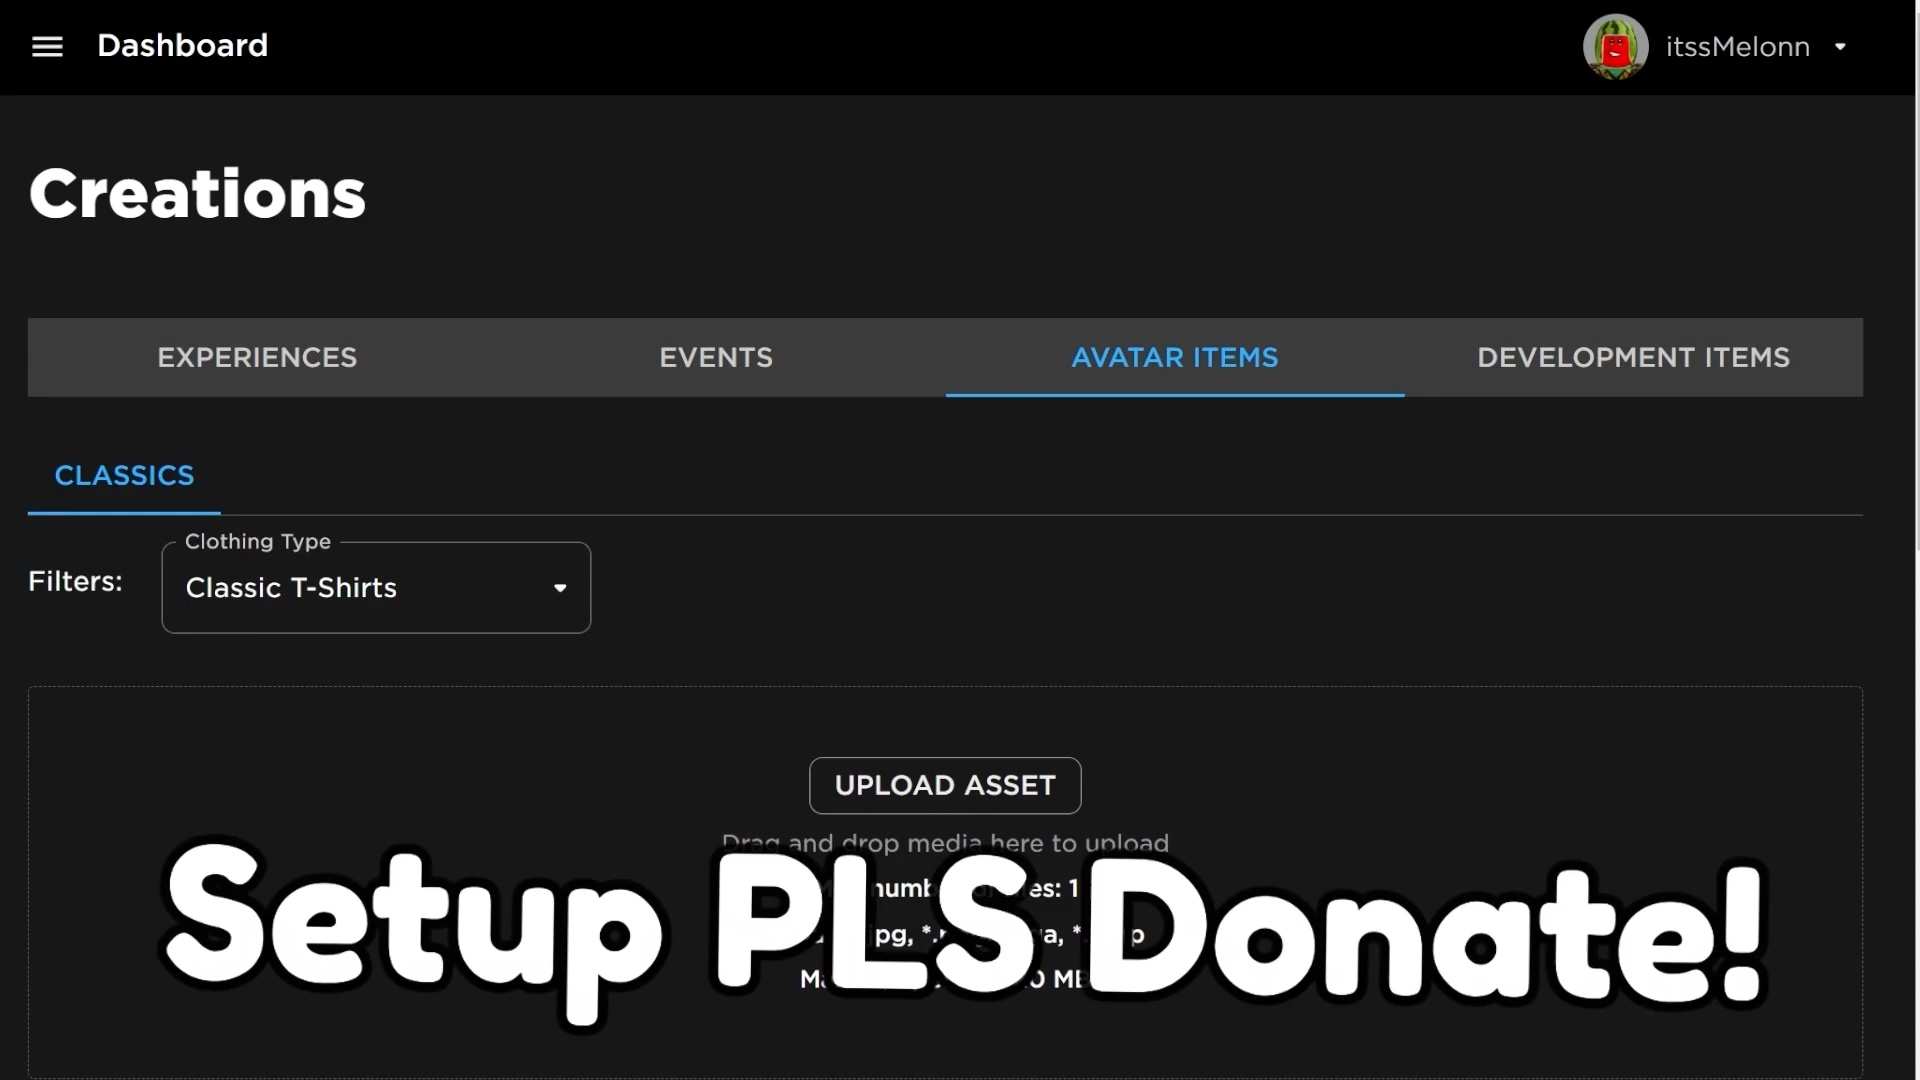 Dashboard
itssMelonn
Creations
EXPERIENCES
EVENTS
AVATAR ITEMS
DEVELOPMENT ITEMS
CLASSICS
Clothing Type
Filters:
Classic T-Shirts
UPLOAD ASSET
Drag and drop media here to upload
1
Setup PLS Donate!